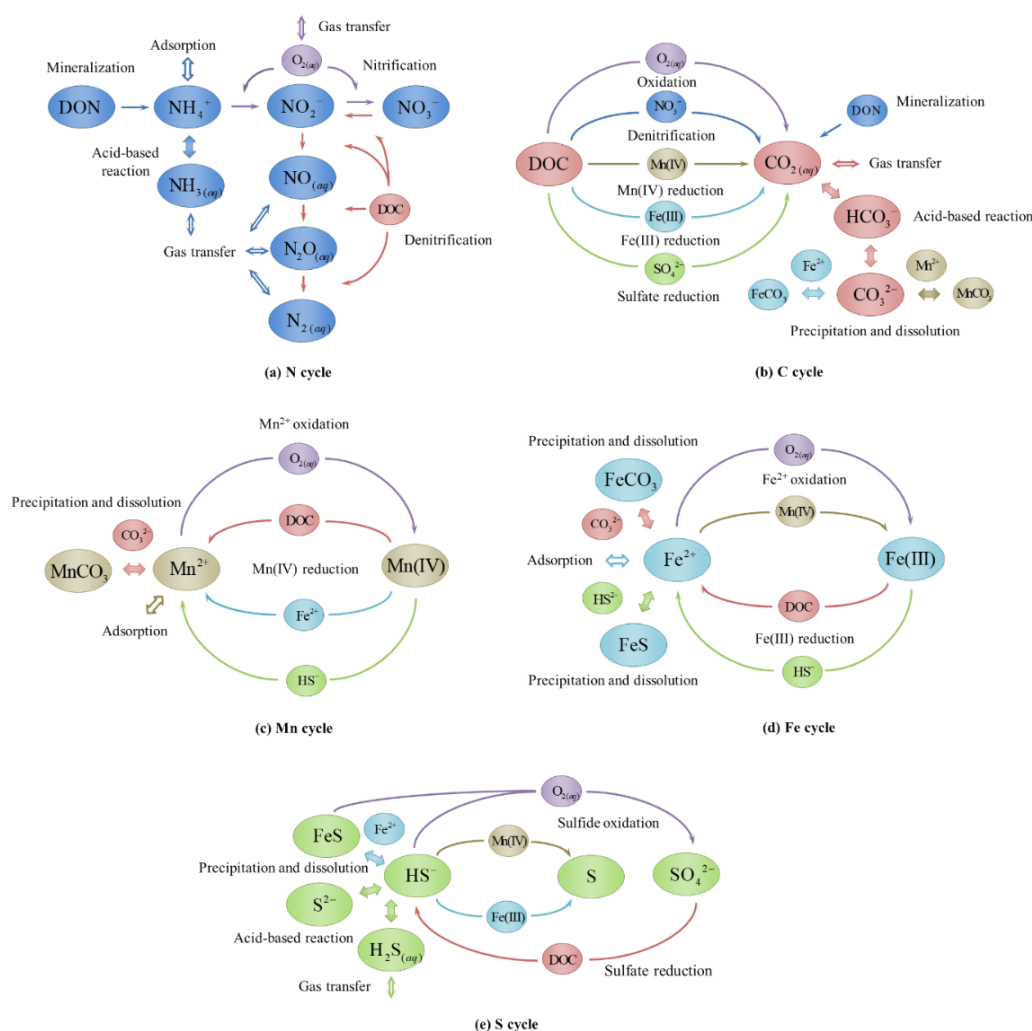 Gas transfer
Adsorption
O₂₍aq₎
Mineralization
Nitrification
DON
NH₄⁺
NO₂⁻
NO₃⁻
Acid-based
reaction
NH₃₍aq₎
NO₍aq₎
DOC
Gas transfer
N₂O₍aq₎
Denitrification
N₂ ₍aq₎
(a) N cycle
O₂₍aq₎
Oxidation
NO₃⁻
DON
Mineralization
Denitrification
DOC
Mn(IV)
CO₂₍aq₎
Gas transfer
Mn(IV) reduction
Fe(III)
HCO₃⁻
Acid-based reaction
Fe(III) reduction
SO₄²⁻
Fe²⁺
Mn²⁺
Sulfate reduction
FeCO₃
CO₃²⁻
MnCO₃
Precipitation and dissolution
(b) C cycle
Mn²⁺ oxidation
O₂₍aq₎
Precipitation and dissolution
DOC
CO₃²⁻
MnCO₃
Mn²⁺
Mn(IV) reduction
Mn(IV)
Fe²⁺
Adsorption
HS⁻
(c) Mn cycle
Precipitation and dissolution
O₂₍aq₎
FeCO₃
Fe²⁺ oxidation
Mn(IV)
CO₃²⁻
Adsorption
Fe²⁺
Fe(III)
HS²⁻
DOC
FeS
Fe(III) reduction
Precipitation and dissolution
HS⁻
(d) Fe cycle
O₂₍aq₎
FeS
Fe²⁺
Sulfide oxidation
Mn(IV)
Precipitation and dissolution
HS⁻
S
SO₄²⁻
S²⁻
Fe(III)
Acid-based reaction
H₂S₍aq₎
DOC
Sulfate reduction
Gas transfer
(e) S cycle